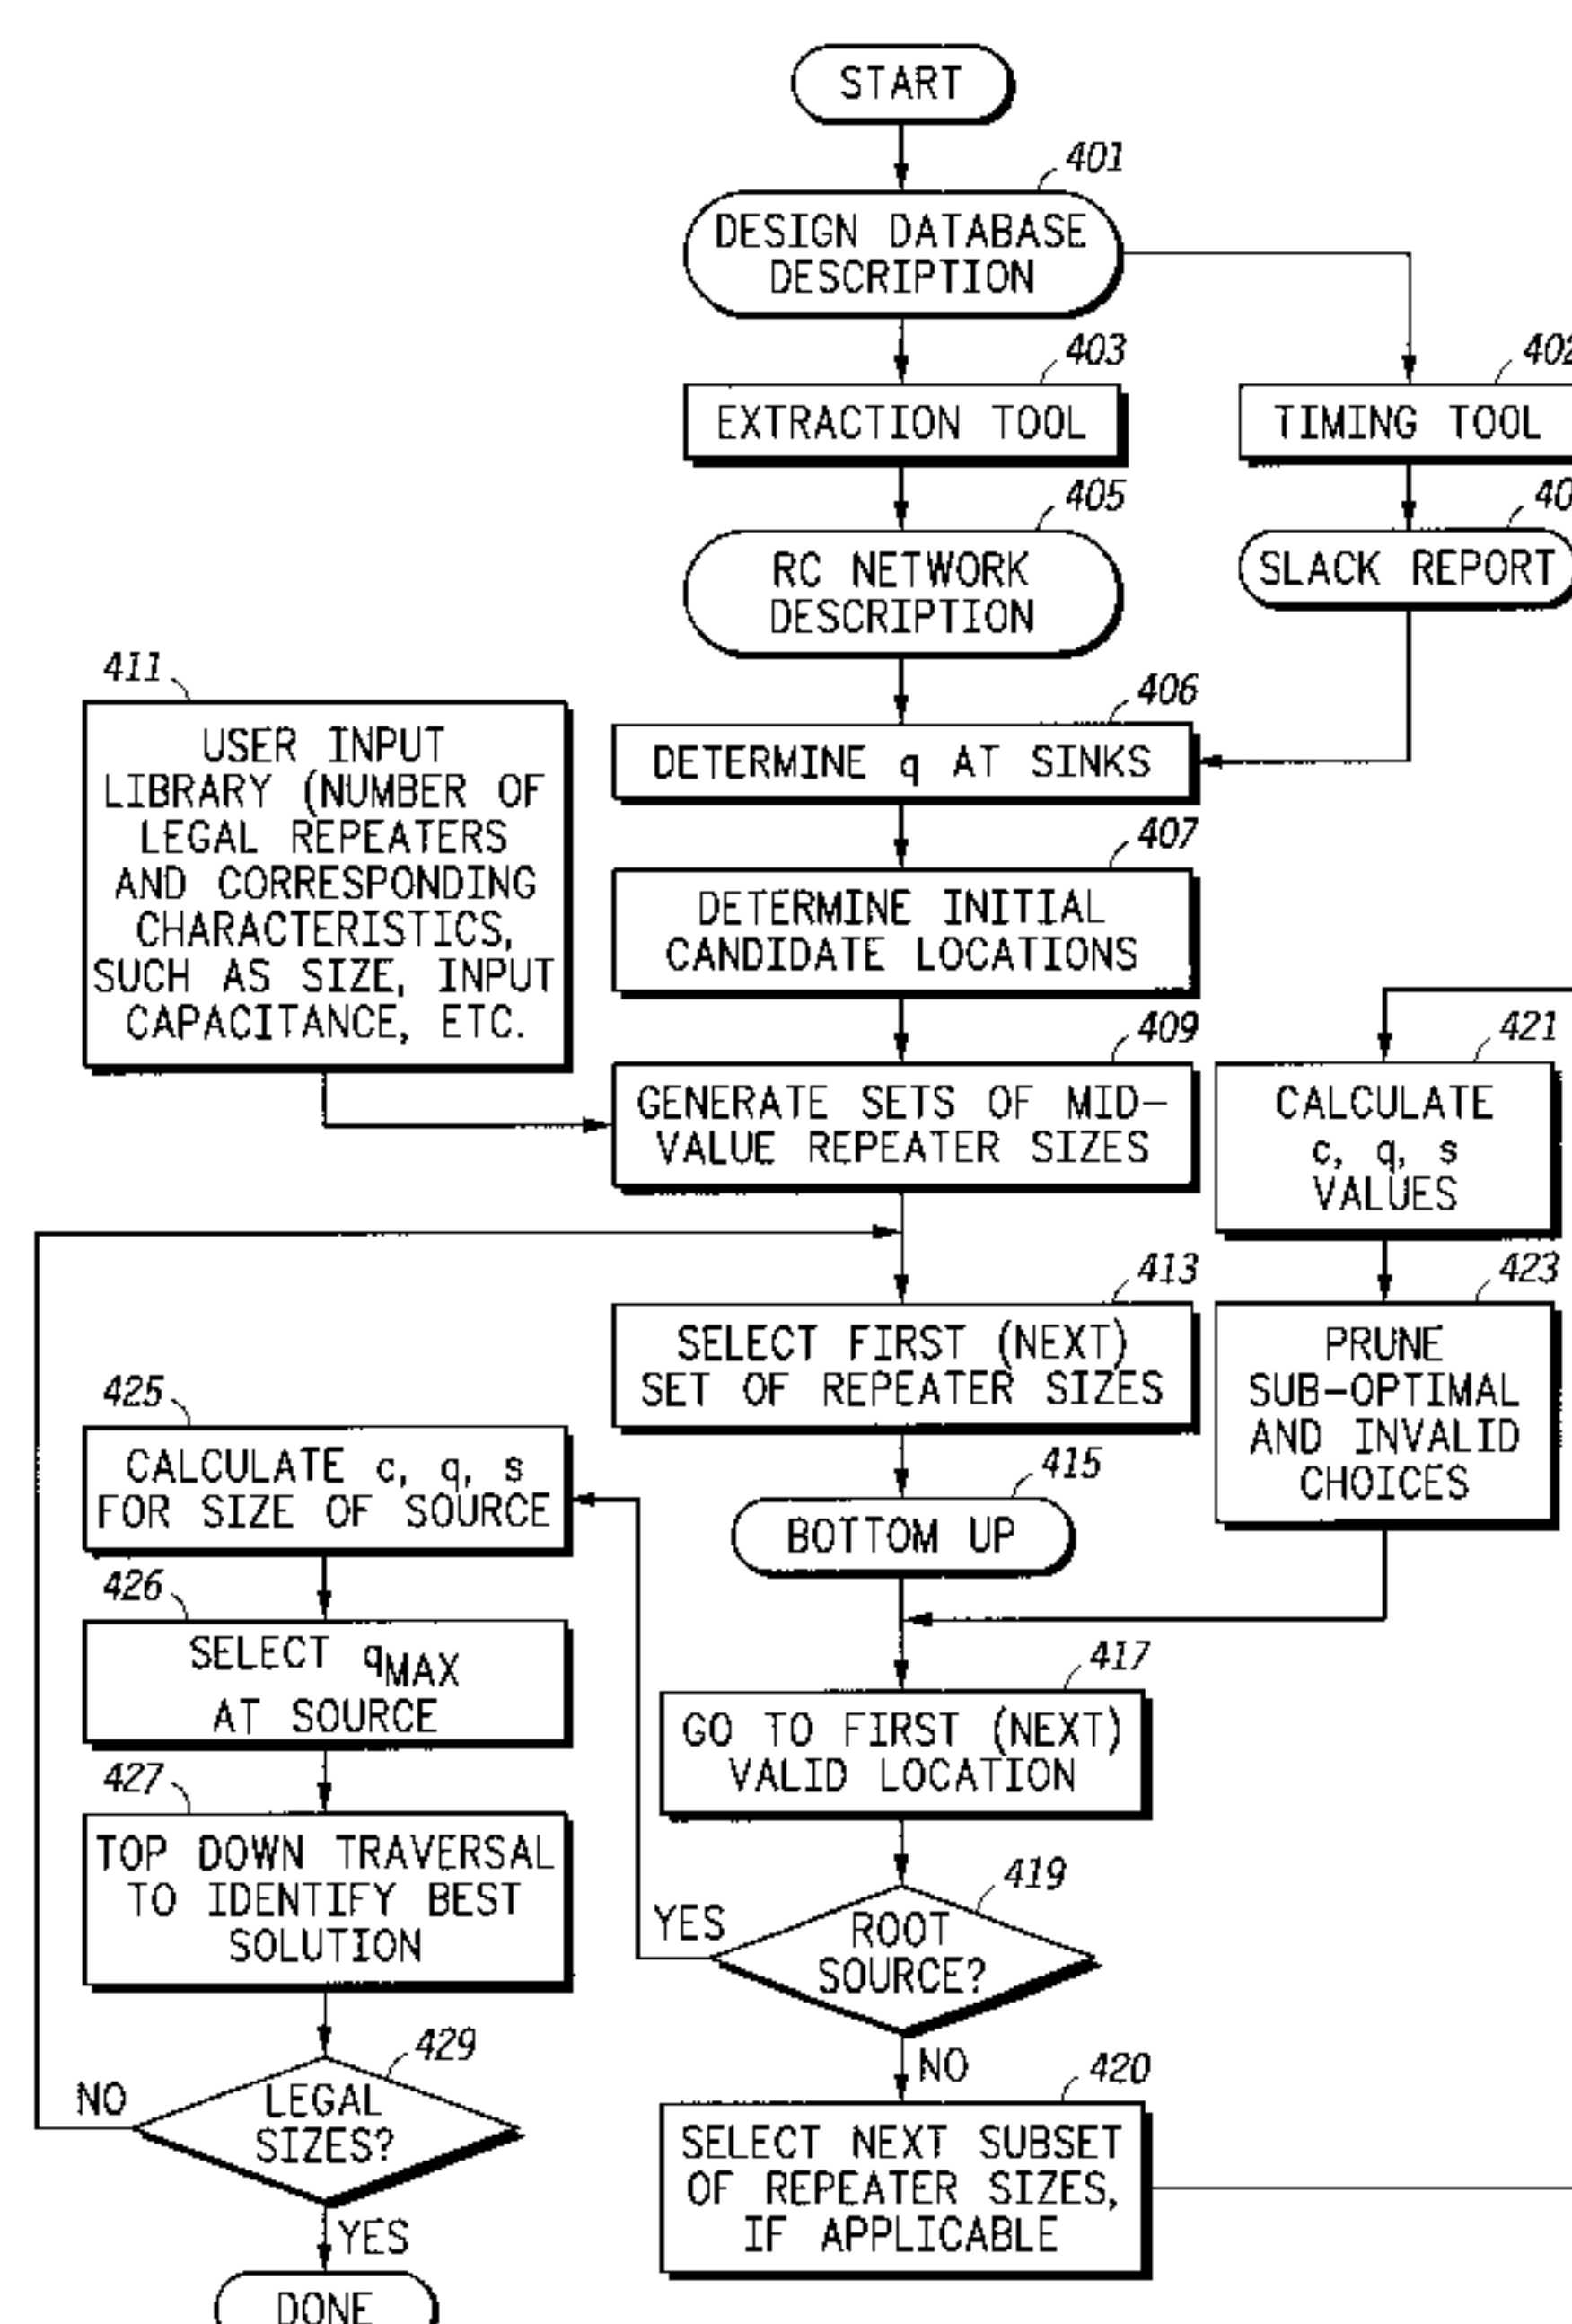 START
401
DESIGN DATABASE
DESCRIPTION
403
EXTRACTION TOOL
TIMING TOOL
405
RC NETWORK
DESCRIPTION
SLACK REPORT
411
USER INPUT
LIBRARY (NUMBER OF
LEGAL REPEATERS
AND CORRESPONDING
CHARACTERISTICS,
SUCH AS SIZE, INPUT
CAPACITANCE, ETC.
406
DETERMINE q AT SINKS
407
DETERMINE INITIAL
CANDIDATE LOCATIONS
409
GENERATE SETS OF MID-
VALUE REPEATER SIZES
421
CALCULATE
c, q, s
VALUES
413
SELECT FIRST (NEXT)
SET OF REPEATER SIZES
423
PRUNE
SUB-OPTIMAL
AND INVALID
CHOICES
425
CALCULATE c, q, s
FOR SIZE OF SOURCE
415
BOTTOM UP
426
SELECT qMAX
AT SOURCE
417
GO TO FIRST (NEXT)
VALID LOCATION
427
TOP DOWN TRAVERSAL
TO IDENTIFY BEST
SOLUTION
419
YES
ROOT
SOURCE?
NO
429
NO
LEGAL
SIZES?
YES
420
SELECT NEXT SUBSET
OF REPEATER SIZES,
IF APPLICABLE
DONE